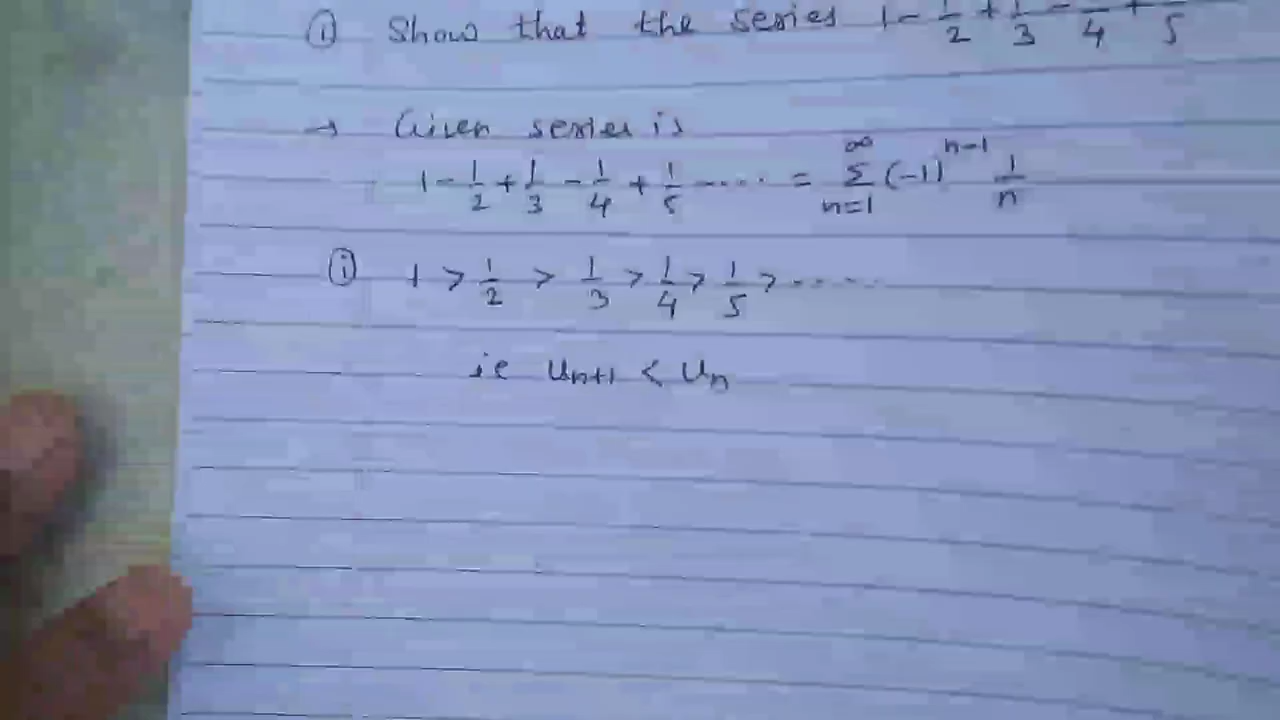 ① Show that the series 1 - 1/2 + 1/3 - 1/4 + 1/5
→ Given series is
1 - 1/2 + 1/3 - 1/4 + 1/5 ----- = ∞ Σ n=1 (-1)^(n-1) 1/n
ⓘ 1 > 1/2 > 1/3 > 1/4 > 1/5 > -----
ie u_(n+1) < u_n